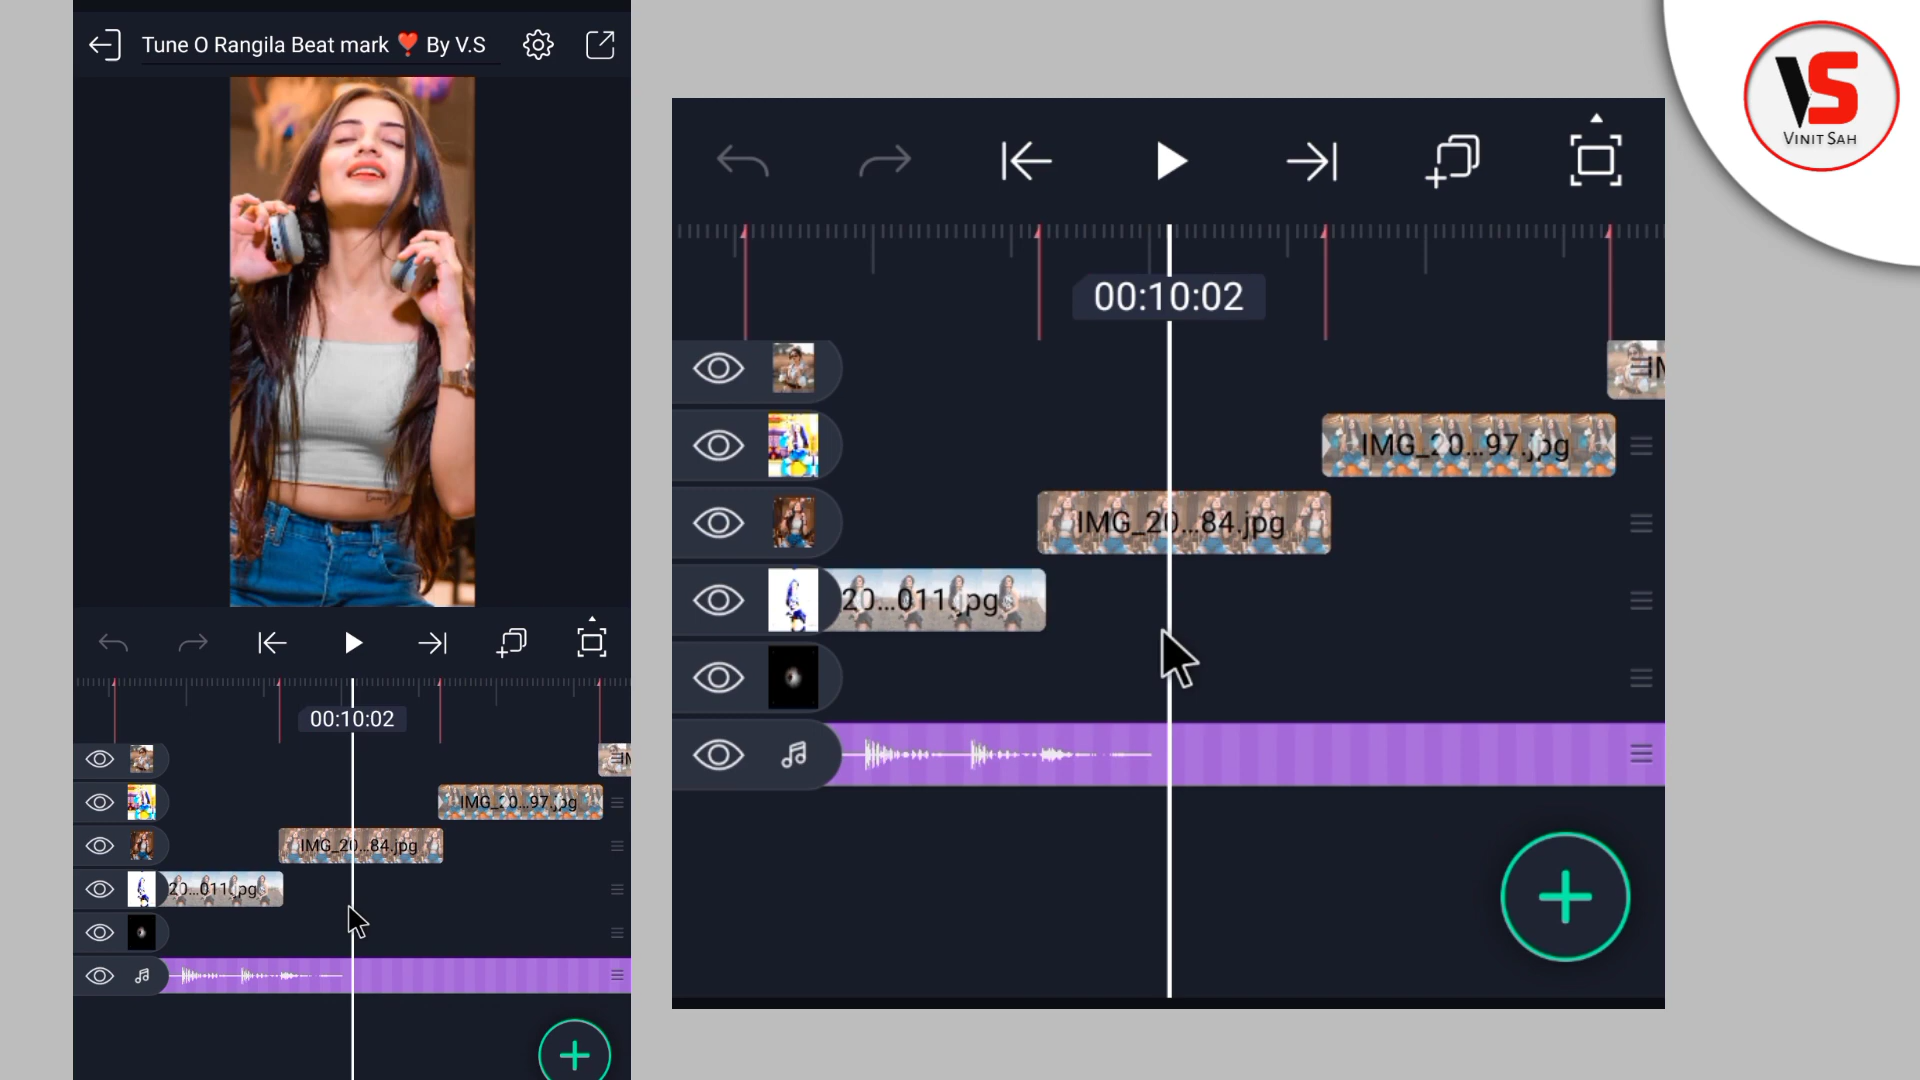 Tune O Rangila Beat mark ❣️ By V.S
00:10:02
IMG_20...97.jpg
IMG_20...84.jpg
20...011.jpg
00:10:02
IMG_20...97.jpg
IMG_20...84.jpg
20...011.jpg
VS
VINIT SAH